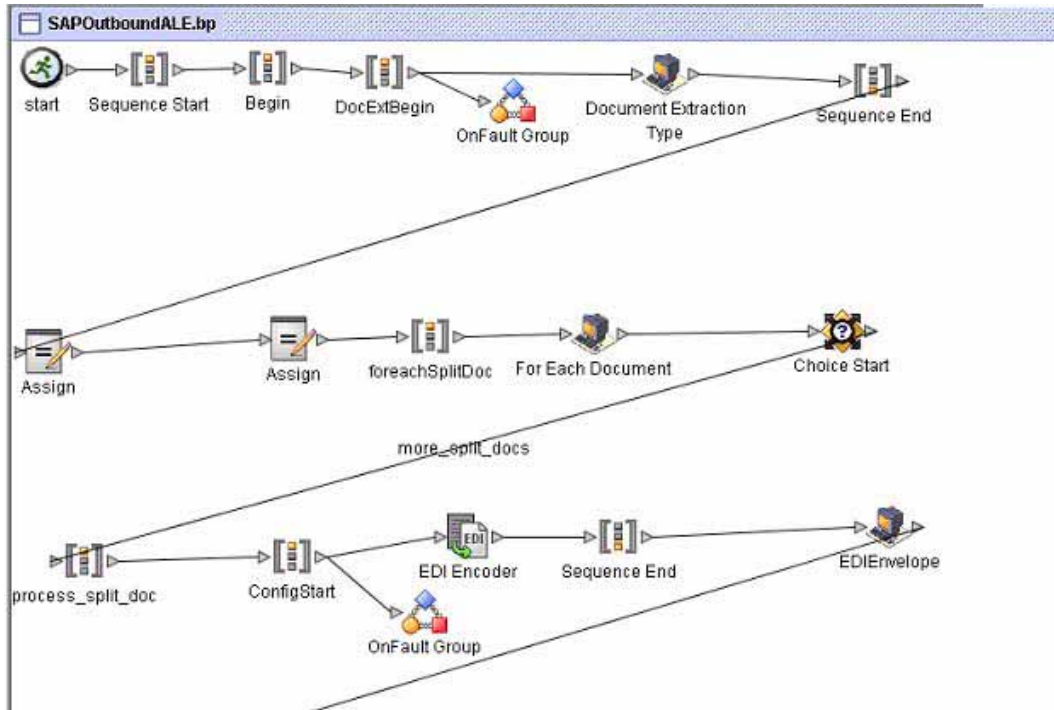 SAPOutboundALE.bp
start
Sequence Start
Begin
DocExtBegin
OnFault Group
Document Extraction
Type
Sequence End
Assign
Assign
foreachSplitDoc
For Each Document
Choice Start
more_split_docs
process_split_doc
ConfigStart
EDI
EDI Encoder
Sequence End
EDIEnvelope
OnFault Group